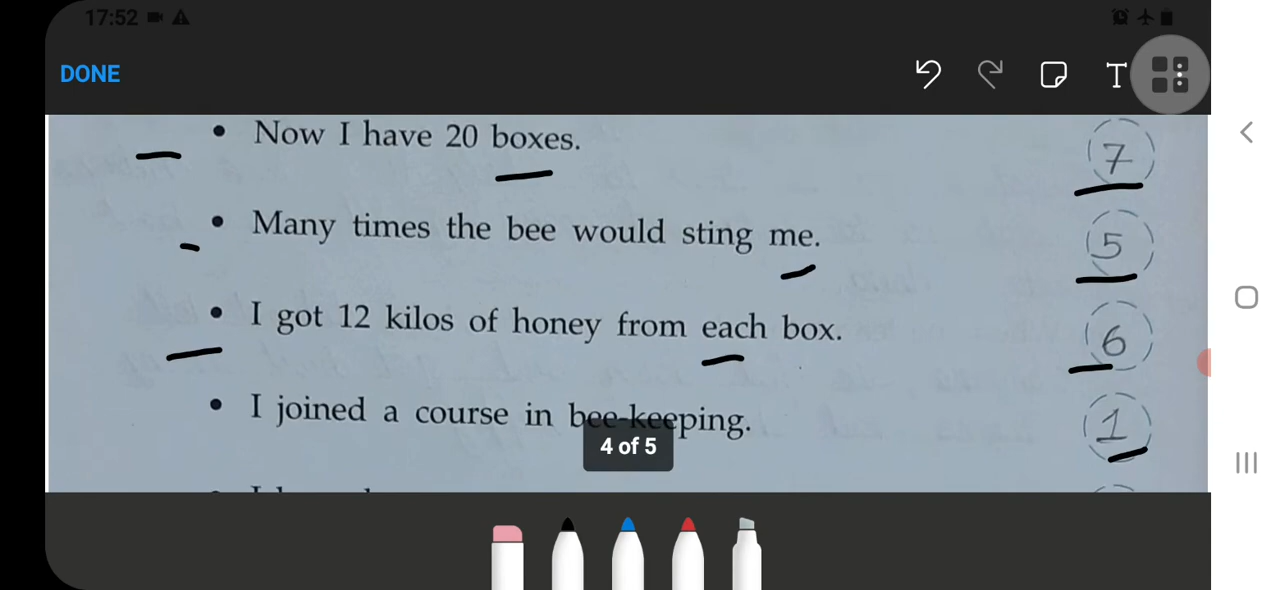 17:52
DONE
T
Now I have 20 boxes. 7
Many times the bee would sting me. 5
I got 12 kilos of honey from each box. 6
I joined a course in bee-keeping. 1
4 of 5